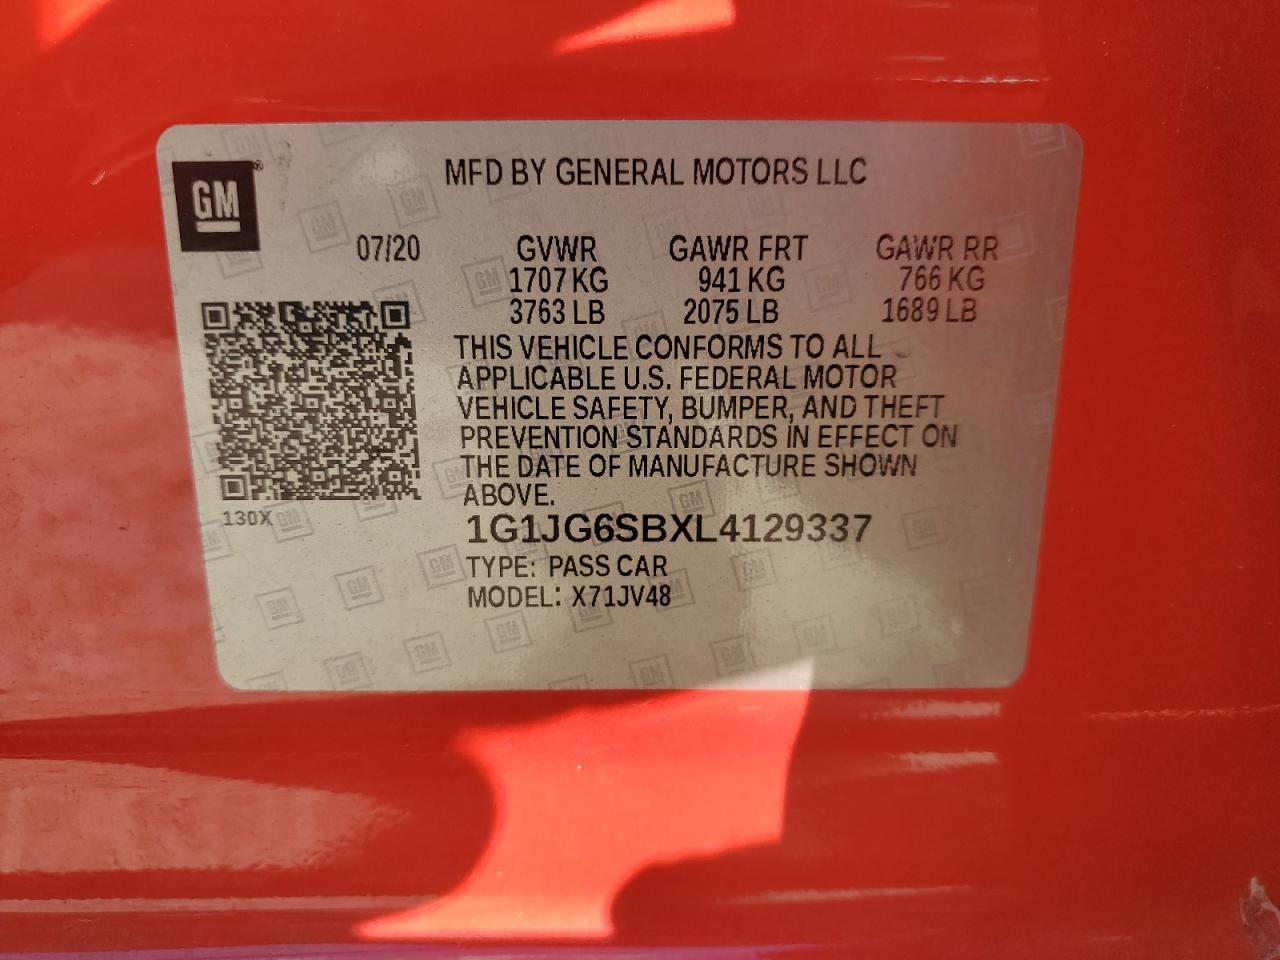 MFD BY GENERAL MOTORS LLC
GM
07/20 GVWR GAWR FRT GAWR RR
1707 KG 941 KG 766 KG
3763 LB 2075 LB 1689 LB
THIS VEHICLE CONFORMS TO ALL
APPLICABLE U.S. FEDERAL MOTOR
VEHICLE SAFETY, BUMPER, AND THEFT
PREVENTION STANDARDS IN EFFECT ON
THE DATE OF MANUFACTURE SHOWN
ABOVE.
130X
1G1JG6SBXL4129337
TYPE: PASS CAR
MODEL: X71JV48